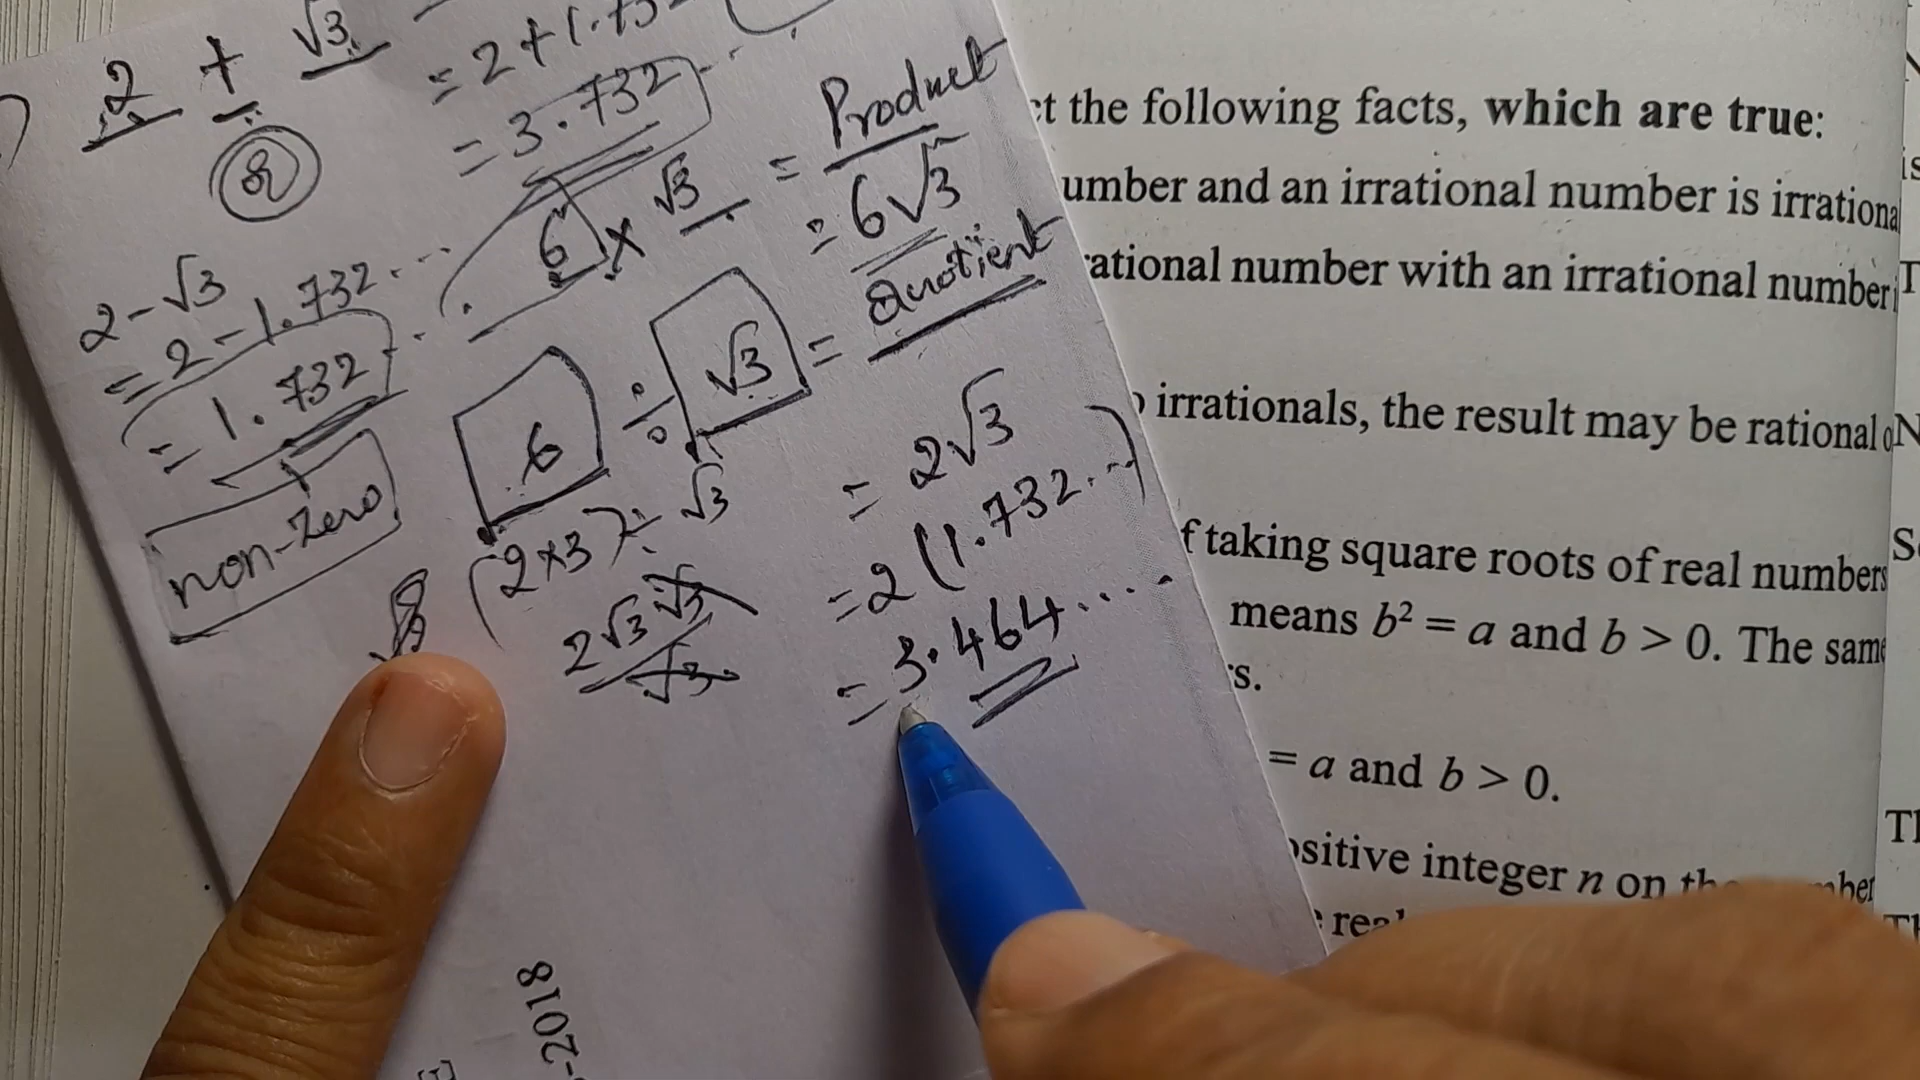 2 + √3
= 2 + 1.73
= 3.732...
or
2 - √3
= 2 - 1.732...
= 1.732...
non-Zero
6 × √3 = Product
= 6√3
6 ÷ √3 = Quotient
(2×3) ÷ √3
2√3 √3
√3
= 2√3
= 2 (1.732...)
= 3.464....
-2018
t the following facts, which are true:
umber and an irrational number is irrationa
rational number with an irrational number i
o irrationals, the result may be rational o
f taking square roots of real numbers
means b² = a and b > 0. The same
s.
= a and b > 0.
ositive integer n on